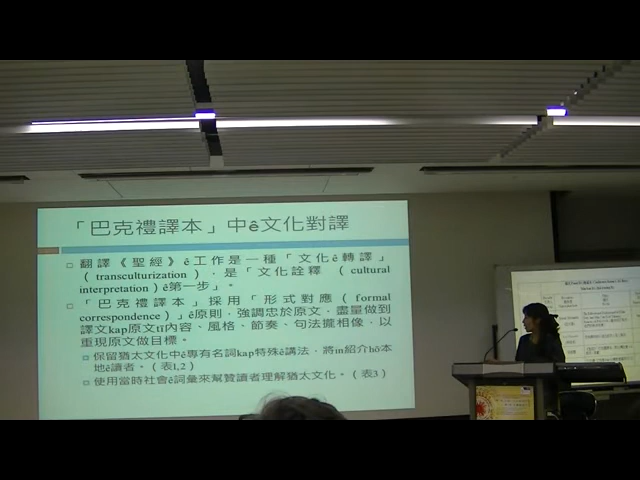 「巴克禮譯本」中ê文化對譯
翻譯《聖經》ê工作是一種「文化ê轉譯」
（transculturization）、是「文化詮釋（cultural
interpretation)ê第一步」。
「巴克禮譯本」採用「形式對應（formal
correspondence）」ê原則，強調忠於原文，盡量做到
譯文kap原文tī內容、風格、節奏、句法攏相像，以
重現原文做目標。
保留猶太文化中ê專有名詞kap特殊ê講法，將in紹介hō͘本
地ê讀者。（表1,2）
使用當時社會ê詞彙來幫贊讀者理解猶太文化。（表3）